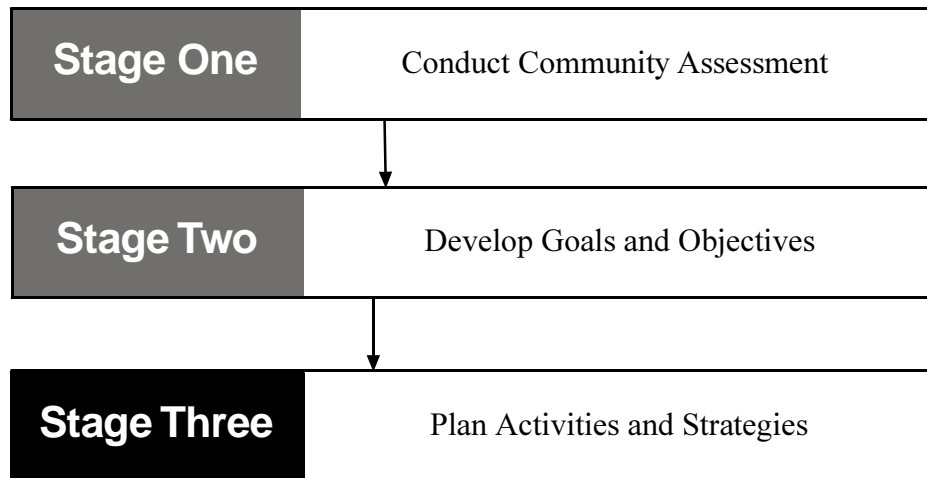 Stage One
Conduct Community Assessment
Stage Two
Develop Goals and Objectives
Stage Three
Plan Activities and Strategies